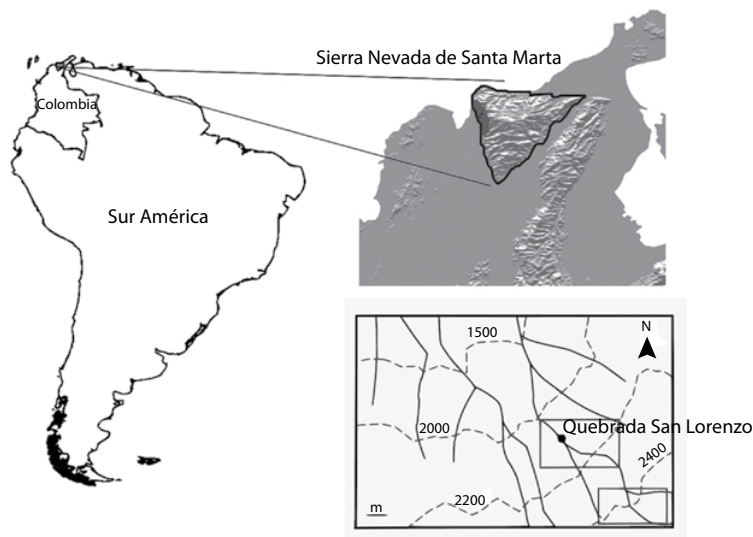 Sierra Nevada de Santa Marta
Colombia
Sur América
1500
N
2000
Quebrada San Lorenzo
2400
2200
m